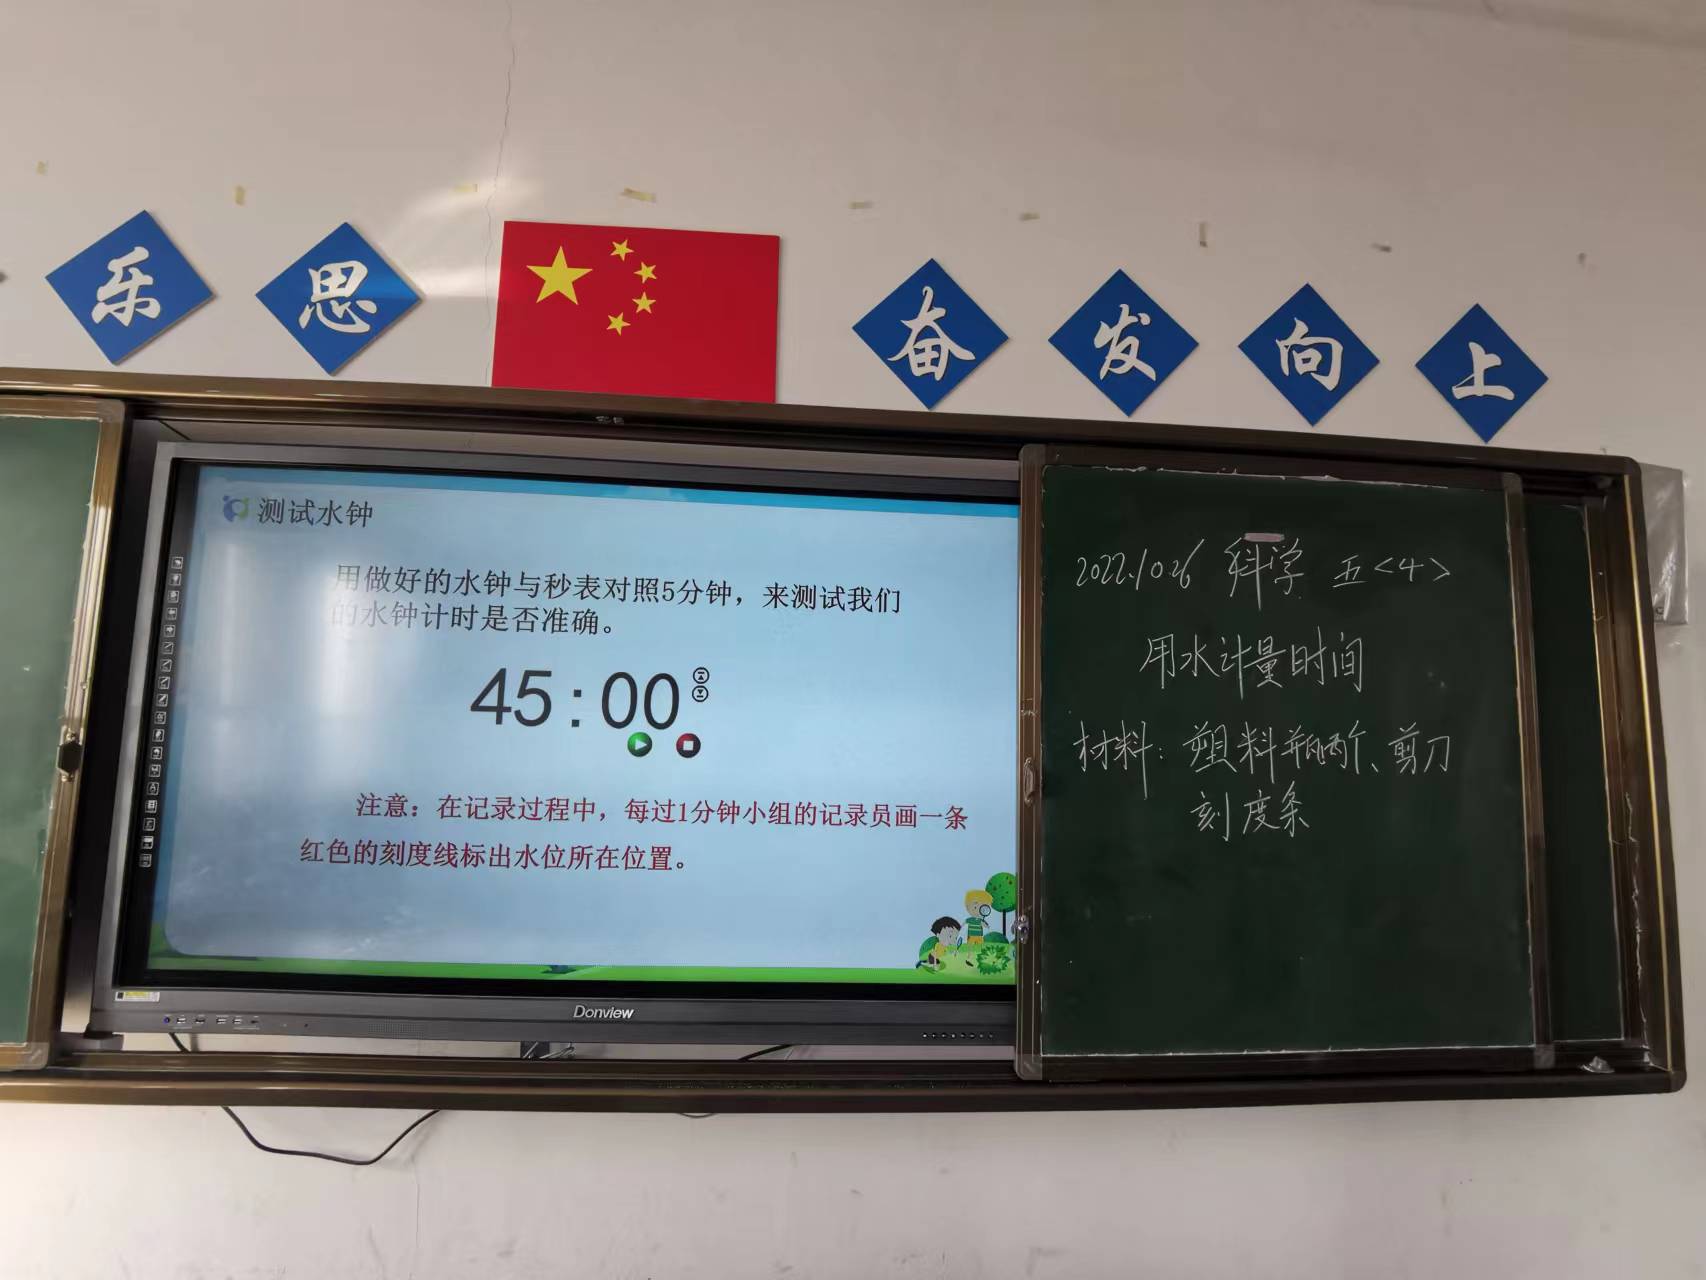 乐思 奋发向上
测试水钟
用做好的水钟与秒表对照5分钟，来测试我们
的水钟计时是否准确。
45:00
注意：在记录过程中，每过1分钟小组的记录员画一条
红色的刻度线标出水位所在位置。
Donview
2022.10.26 科学 五<4>
用水计量时间
材料：塑料瓶两个、剪刀
刻度条